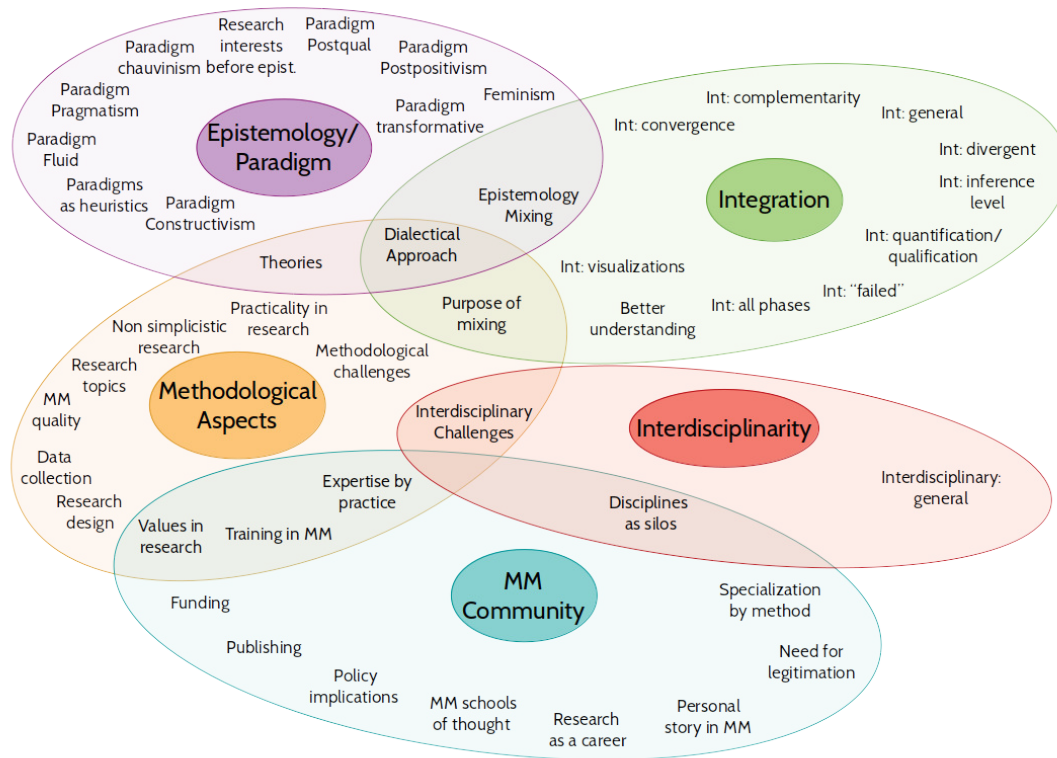 Research
interests
before epist.
Paradigm
Postqual
Paradigm
chauvinism
Paradigm
Postpositivism
Paradigm
Pragmatism
Feminism
Paradigm
transformative
Epistemology/
Paradigm
Paradigm
Fluid
Paradigms
as heuristics
Paradigm
Constructivism
Epistemology
Mixing
Dialectical
Approach
Theories
Int: complementarity
Int: general
Int: convergence
Int: divergent
Int: inference
level
Integration
Int: quantification/
qualification
Int: visualizations
Int: "failed"
Int: all phases
Better
understanding
Purpose of
mixing
Practicality in
research
Non simplicistic
research
Methodological
challenges
Research
topics
Methodological
Aspects
MM
quality
Data
collection
Research
design
Interdisciplinary
Challenges
Interdisciplinarity
Interdisciplinary:
general
Disciplines
as silos
Expertise by
practice
Values in
research
Training in MM
MM
Community
Funding
Specialization
by method
Publishing
Need for
legitimation
Policy
implications
MM schools
of thought
Research
as a career
Personal
story in MM